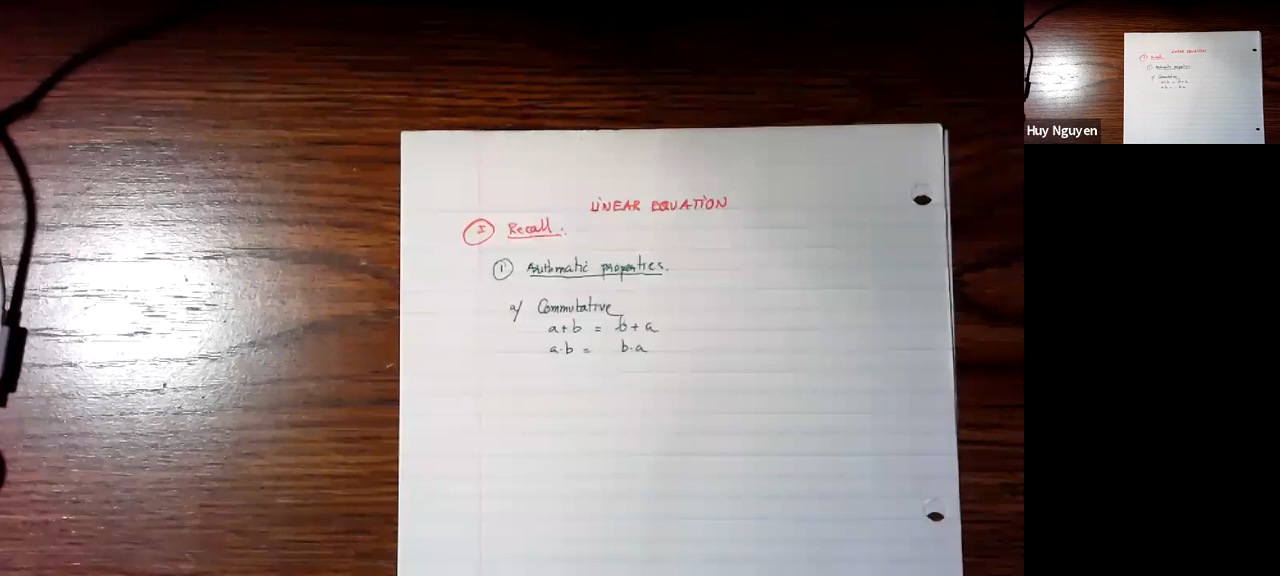 LINEAR EQUATION
I Recall.
1 Automatic properties.
a/ Commutative
a+b = b+a
a·b = b·a
Huy Nguyen